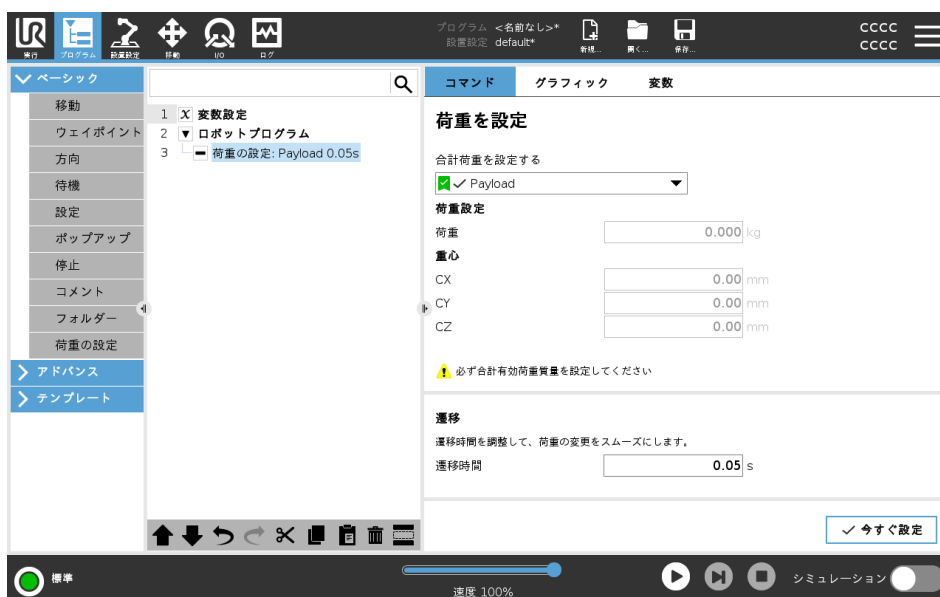 UR
実行
プログラム
設置設定
移動
I/O
ログ
プログラム <名前なし>*
設置設定 default*
新規...
開く...
保存...
CCCC
CCCC
ベーシック
移動
ウェイポイント
方向
待機
設定
ポップアップ
停止
コメント
フォルダー
荷重の設定
アドバンス
テンプレート
1 X 変数設定
2 ▼ ロボットプログラム
3 荷重の設定: Payload 0.05s
コマンド グラフィック 変数
荷重を設定
合計荷重を設定する
Payload
荷重設定
荷重 0.000 kg
重心
CX 0.00 mm
CY 0.00 mm
CZ 0.00 mm
必ず合計有効荷重質量を設定してください
遷移
遷移時間を調整して、荷重の変更をスムーズにします。
遷移時間 0.05 s
今すぐ設定
標準
速度 100%
シミュレーション